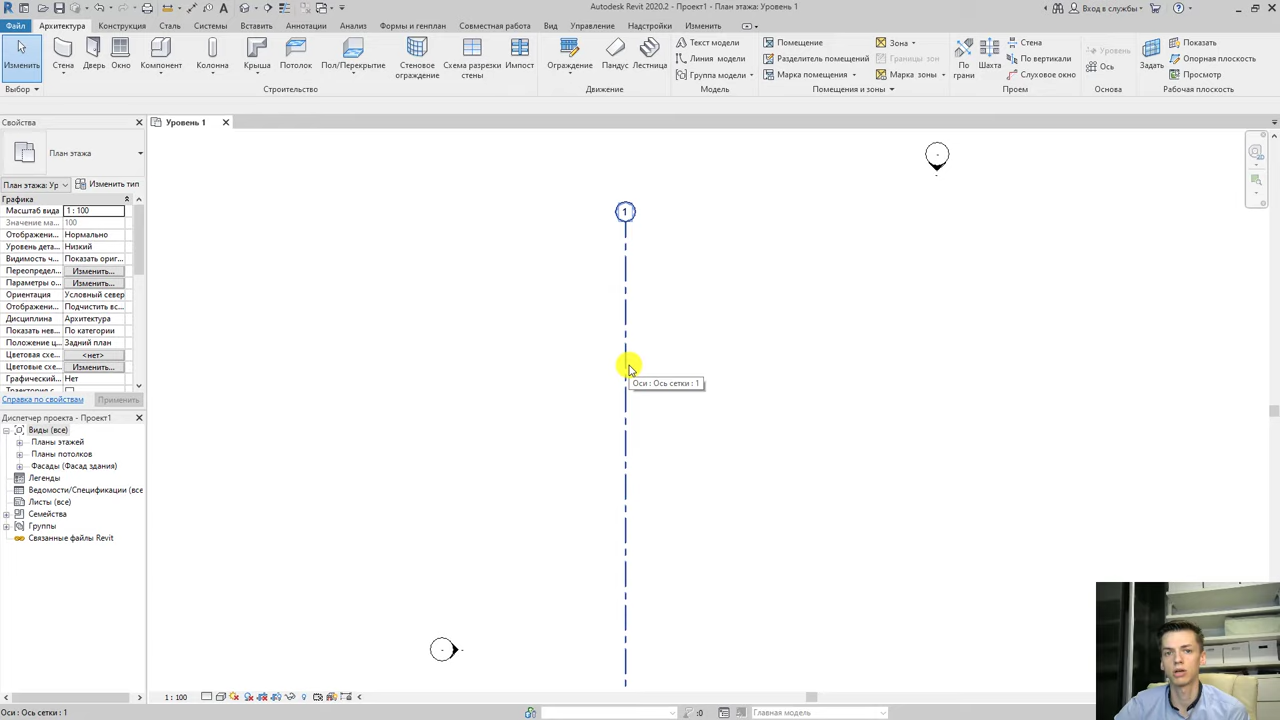 Autodesk Revit 2020.2 - Проект1 - План этажа: Уровень 1
Вход в службы
Файл Архитектура Конструкция Сталь Системы Вставить Аннотации Анализ Формы и генплан Совместная работа Вид Управление Надстройки Изменить
Изменить
Стена
Дверь
Окно
Компонент
Колонна
Крыша
Потолок
Пол/Перекрытие
Стеновое ограждение
Схема разрезки стены
Импост
Ограждение
Пандус
Лестница
Текст модели
Линия модели
Группа модели
Помещение
Разделитель помещений
Марка помещения
Зона
Границы зон
Марка зоны
По грани
Шахта
Стена
По вертикали
Слуховое окно
Уровень
Ось
Задать
Показать
Опорная плоскость
Просмотр
Выбор Строительство Движение Модель Помещения и зоны Проем Основа Рабочая плоскость
Свойства
Уровень 1
План этажа
План этажа: Ур
Изменить тип
Графика
Масштаб вида 1 : 100
Значение ма... 100
Отображени... Нормально
Уровень дета... Низкий
Видимость ч... Показать ориг...
Переопредел... Изменить...
Параметры о... Изменить...
Ориентация Условный север
Отображени... Подчистить вс...
Дисциплина Архитектура
Показать нев... По категории
Положение ц... Задний план
Цветовая схе... <нет>
Цветовые схе... Изменить...
Графический... Нет
Справка по свойствам Применить
Диспетчер проекта - Проект1
Виды (все)
Планы этажей
Планы потолков
Фасады (Фасад здания)
Легенды
Ведомости/Спецификации (все
Листы (все)
Семейства
Группы
Связанные файлы Revit
1
Оси : Ось сетки : 1
1 : 100
Оси : Ось сетки : 1
:0
Главная модель